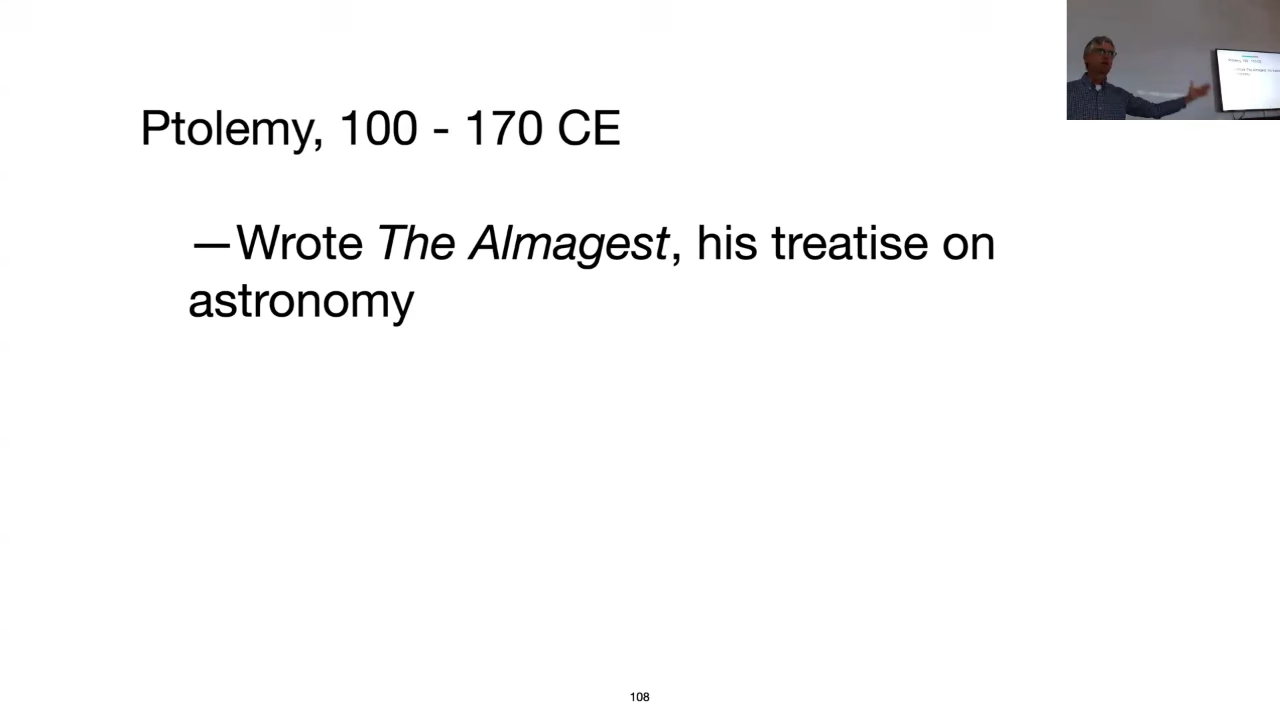 Ptolemy, 100 - 170 CE
—Wrote The Almagest, his treatise on
astronomy
108